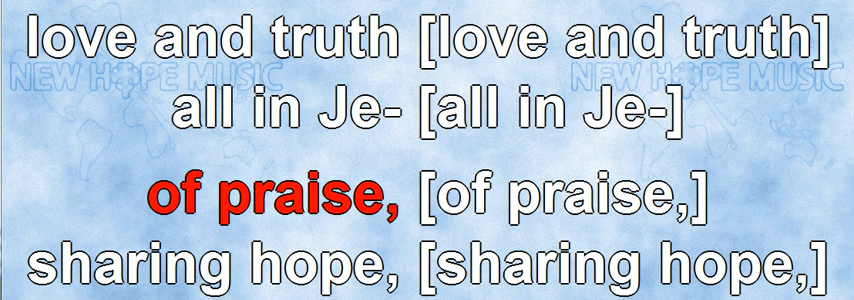 love and truth [love and truth]
NEW HOPE MUSIC NEW HOPE MUSIC
all in Je- [all in Je-]
of praise, [of praise,]
sharing hope, [sharing hope,]